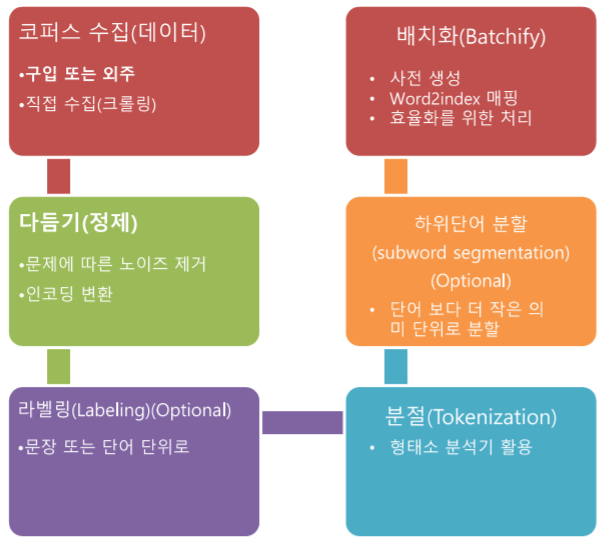 코퍼스 수집(데이터)
•구입 또는 외주
•직접 수집(크롤링)
다듬기(정제)
•문제에 따른 노이즈 제거
•인코딩 변환
라벨링(Labeling)(Optional)
•문장 또는 단어 단위로
분절(Tokenization)
• 형태소 분석기 활용
하위단어 분할
(subword segmentation)
(Optional)
• 단어 보다 더 작은 의
미 단위로 분할
배치화(Batchify)
• 사전 생성
• Word2index 매핑
• 효율화를 위한 처리